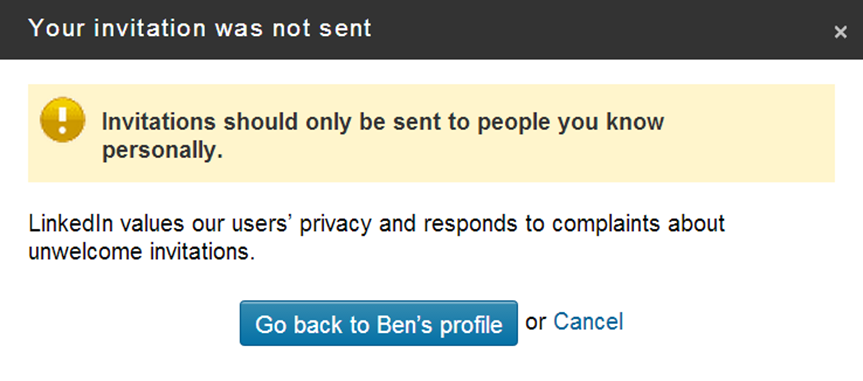 Your invitation was not sent
×
Invitations should only be sent to people you know
personally.
LinkedIn values our users’ privacy and responds to complaints about
unwelcome invitations.
Go back to Ben’s profile or Cancel